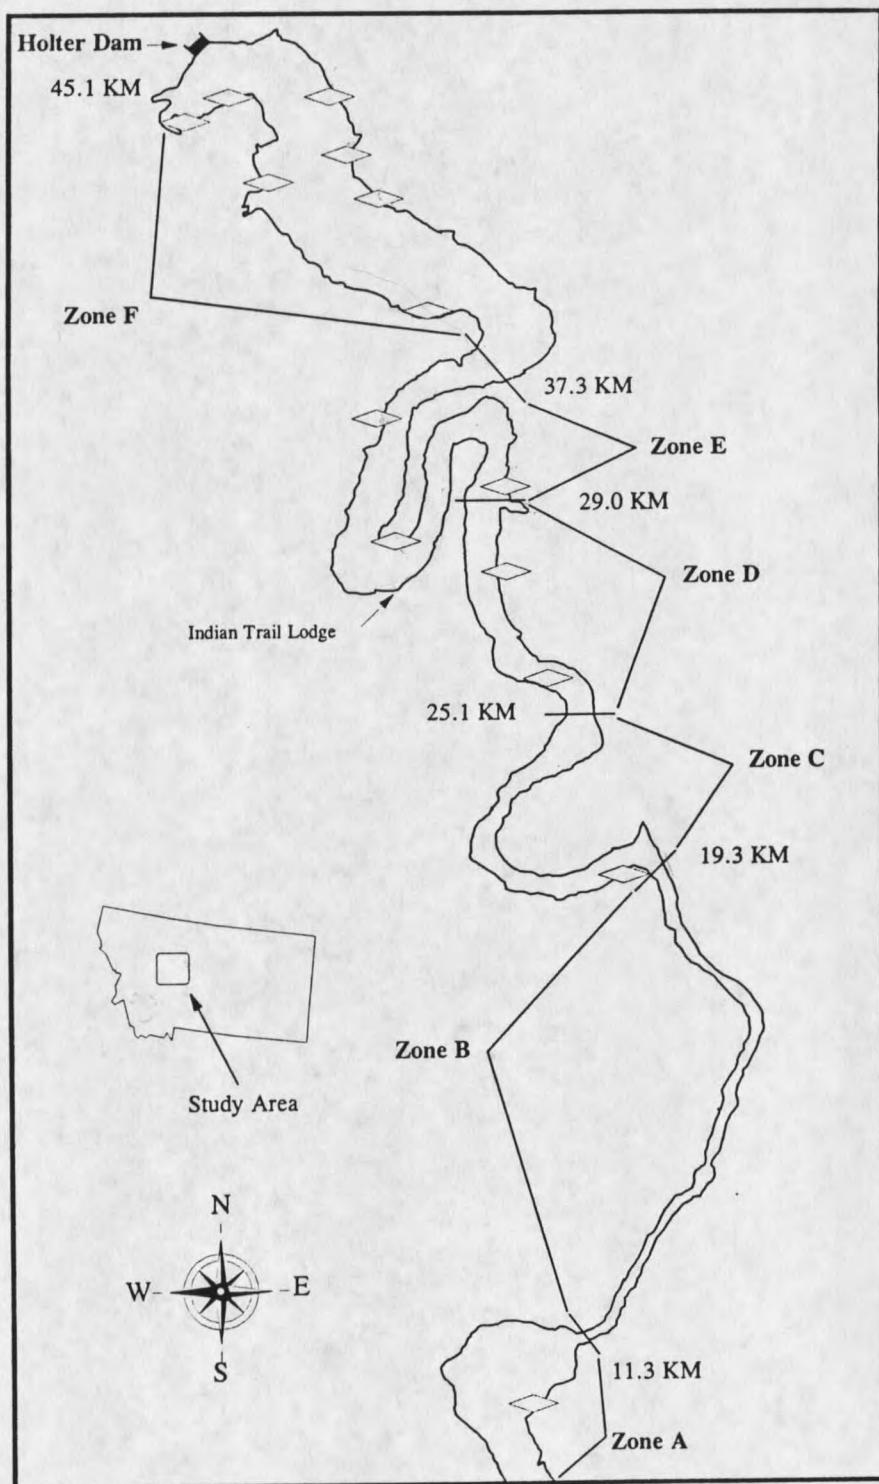 Holter Dam
45.1 KM
Zone F
37.3 KM
Zone E
29.0 KM
Zone D
Indian Trail Lodge
25.1 KM
Zone C
19.3 KM
Zone B
Study Area
N
W
E
S
11.3 KM
Zone A